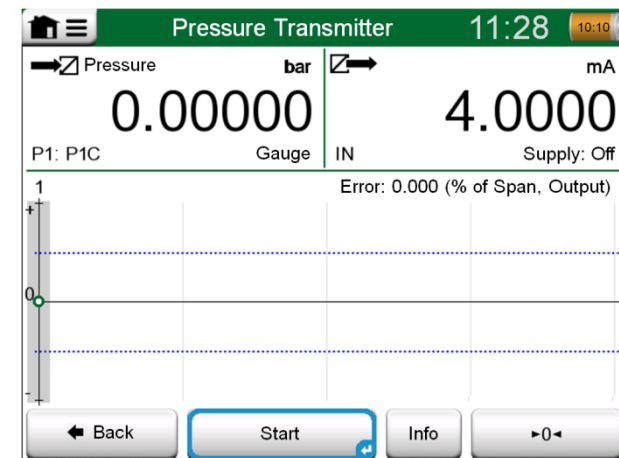 Pressure Transmitter 11:28 10:10
Pressure bar
0.00000
P1: P1C Gauge
mA
4.0000
IN Supply: Off
1 Error: 0.000 (% of Span, Output)
+
0
-
Back Start Info ►0◄